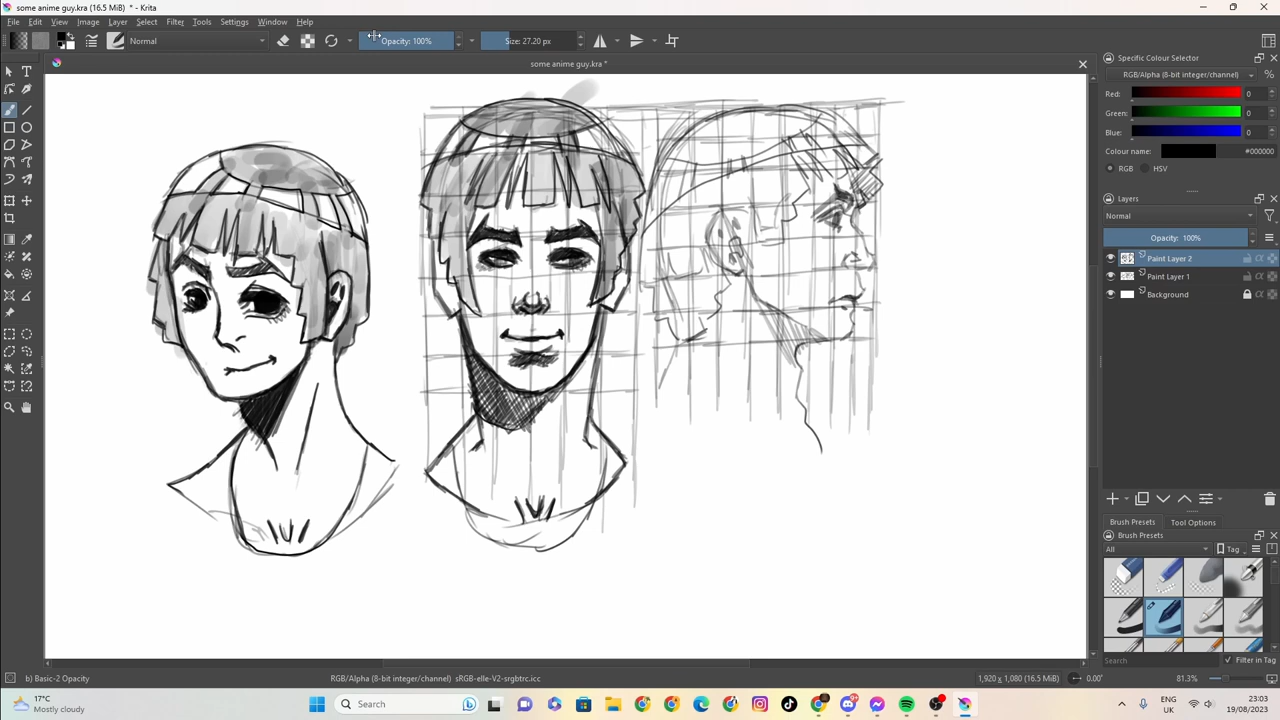 some anime guy.kra (16.5 MiB) * - Krita
File Edit View Image Layer Select Filter Tools Settings Window Help
Normal
Opacity: 100%
Size: 27.20 px
some anime guy.kra *
Specific Colour Selector
RGB/Alpha (8-bit integer/channel)
%
Red: 0
Green: 0
Blue: 0
Colour name: #000000
RGB HSV
Layers
Normal
Opacity: 100%
Paint Layer 2
Paint Layer 1
Background
Brush Presets Tool Options
Brush Presets
All Tag
Search Filter in Tag
b) Basic-2 Opacity
RGB/Alpha (8-bit integer/channel) sRGB-elle-V2-srgbtrc.icc
1,920 x 1,080 (16.5 MiB)
0.00°
81.3%
17°C
Mostly cloudy
Search
ENG
UK
23:03
19/08/2023